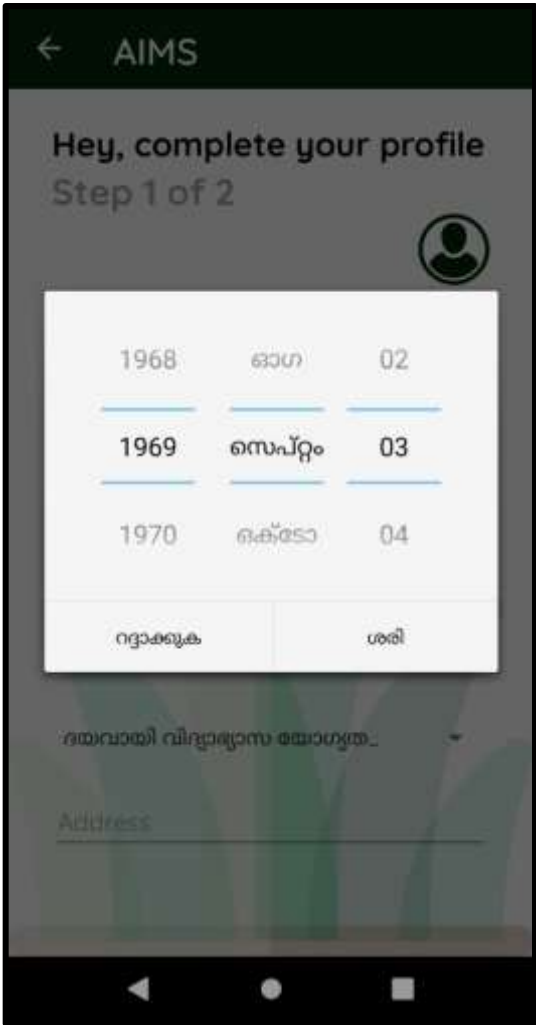 AIMS
Hey, complete your profile
Step 1 of 2
1968 ഓഗ 02
1969 സെപ്റ്റം 03
1970 ഒക്ടോ 04
റദ്ദാക്കുക ശരി
ദയവായി വിദ്യാഭ്യാസ യോഗ്യത..
Address